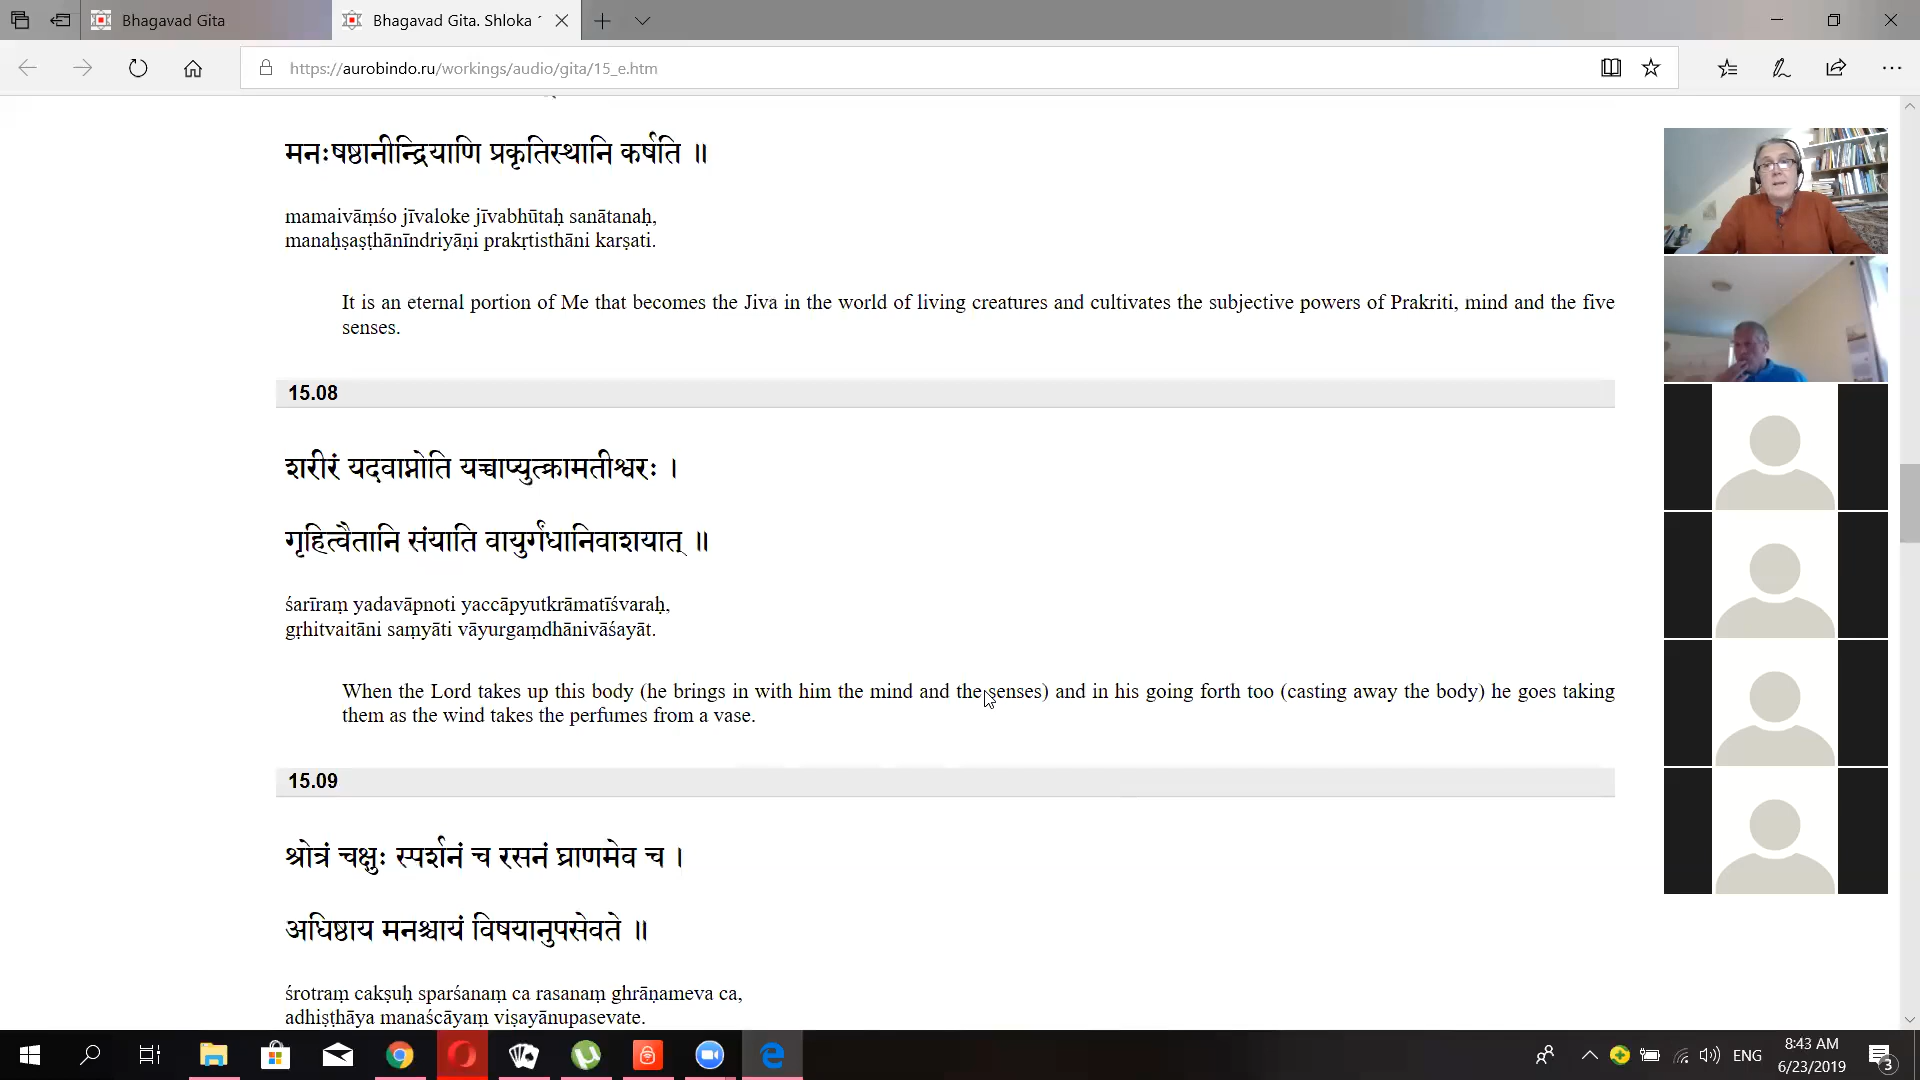 Bhagavad Gita
Bhagavad Gita. Shloka
https://aurobindo.ru/workings/audio/gita/15_e.htm
मनःषष्ठानीन्द्रियाणि प्रकृतिस्थानि कर्षति ॥
mamaivāṃśo jīvaloke jīvabhūtaḥ sanātanaḥ,
manaḥṣaṣṭhānīndriyāṇi prakṛtisthāni karṣati.
It is an eternal portion of Me that becomes the Jiva in the world of living creatures and cultivates the subjective powers of Prakriti, mind and the five
senses.
15.08
शरीरं यदवाप्नोति यच्चाप्युत्क्रामतीश्वरः ।
गृहित्वैतानि संयाति वायुर्गंधानिवाशयात् ॥
śarīraṃ yadavāpnoti yaccāpyutkrāmatīśvaraḥ,
gṛhitvaitāni saṃyāti vāyurgaṃdhānivāśayāt.
When the Lord takes up this body (he brings in with him the mind and the senses) and in his going forth too (casting away the body) he goes taking
them as the wind takes the perfumes from a vase.
15.09
श्रोत्रं चक्षुः स्पर्शनं च रसनं घ्राणमेव च ।
अधिष्ठाय मनश्चायं विषयानुपसेवते ॥
śrotraṃ cakṣuḥ sparśanaṃ ca rasanaṃ ghrāṇameva ca,
adhiṣṭhāya manaścāyaṃ viṣayānupasevate.
ENG
8:43 AM
6/23/2019
3